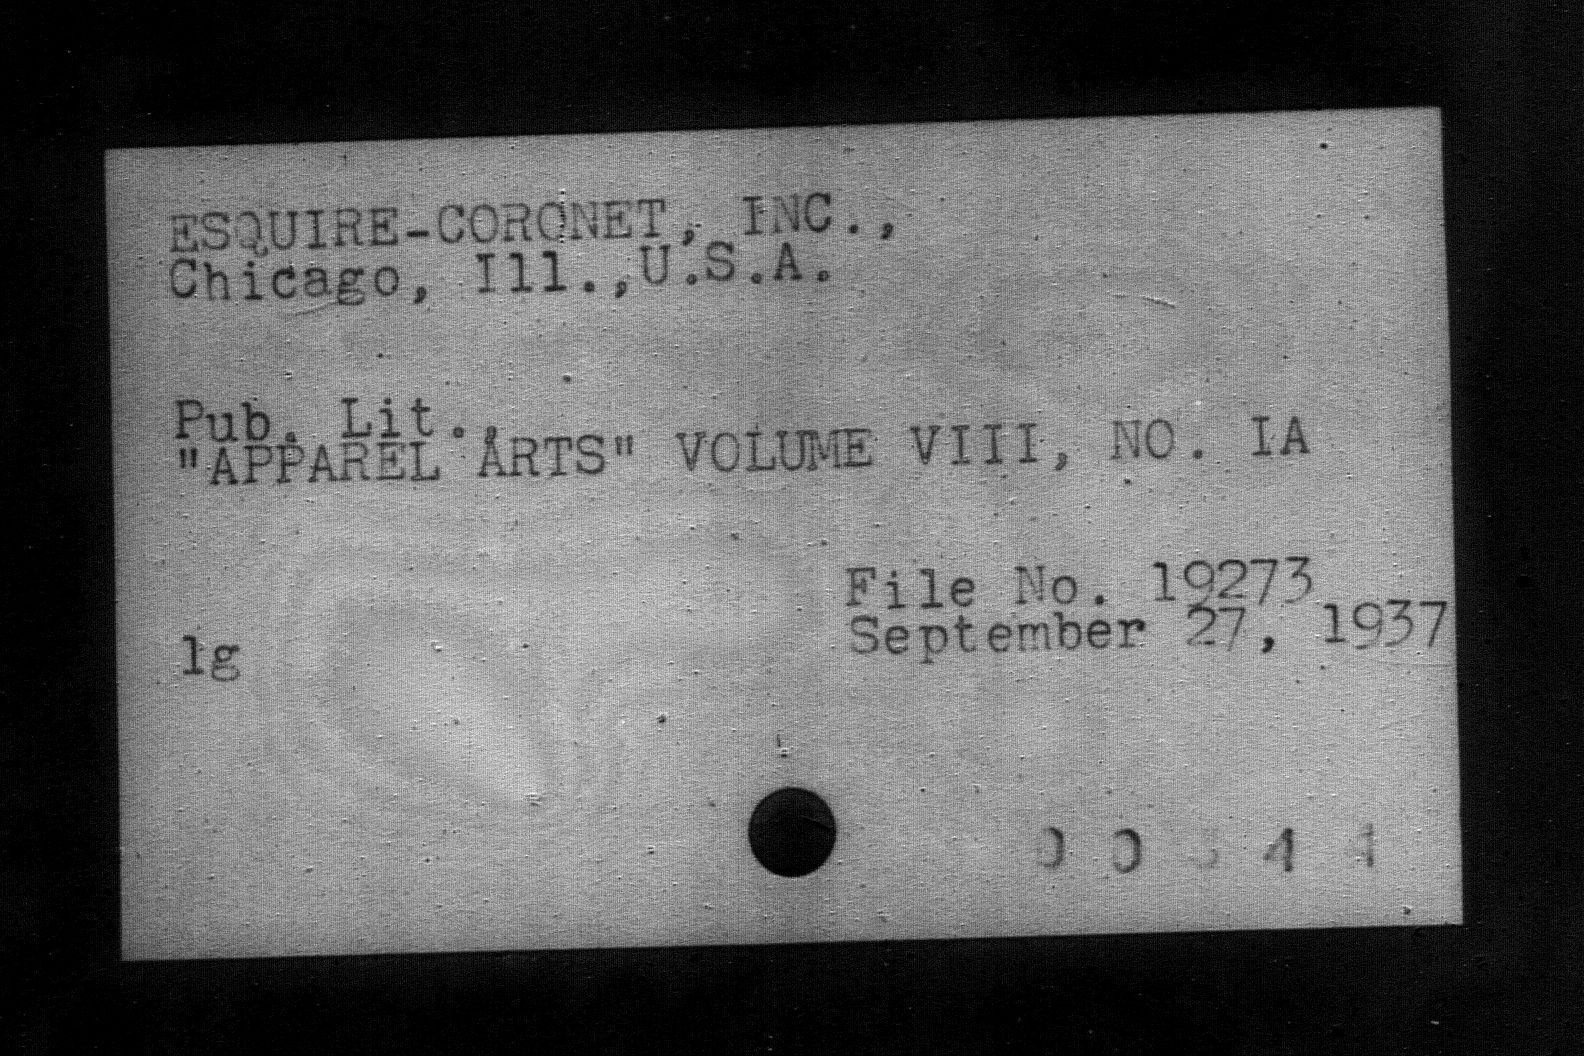 ESQUIRE-CORONET, INC.,
Chicago, Ill.,U.S.A.
Pub. Lit.,
"APPAREL ARTS" VOLUME VIII, NO. IA
File No. 19273
September 27, 1937
lg